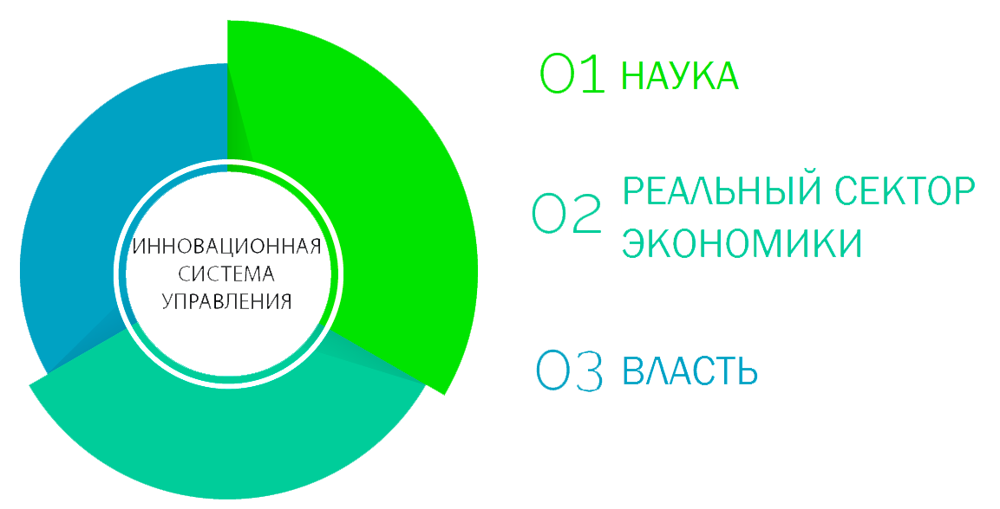 ИННОВАЦИОННАЯ
СИСТЕМА
УПРАВЛЕНИЯ
01 НАУКА
02 РЕАЛЬНЫЙ СЕКТОР
ЭКОНОМИКИ
03 ВЛАСТЬ